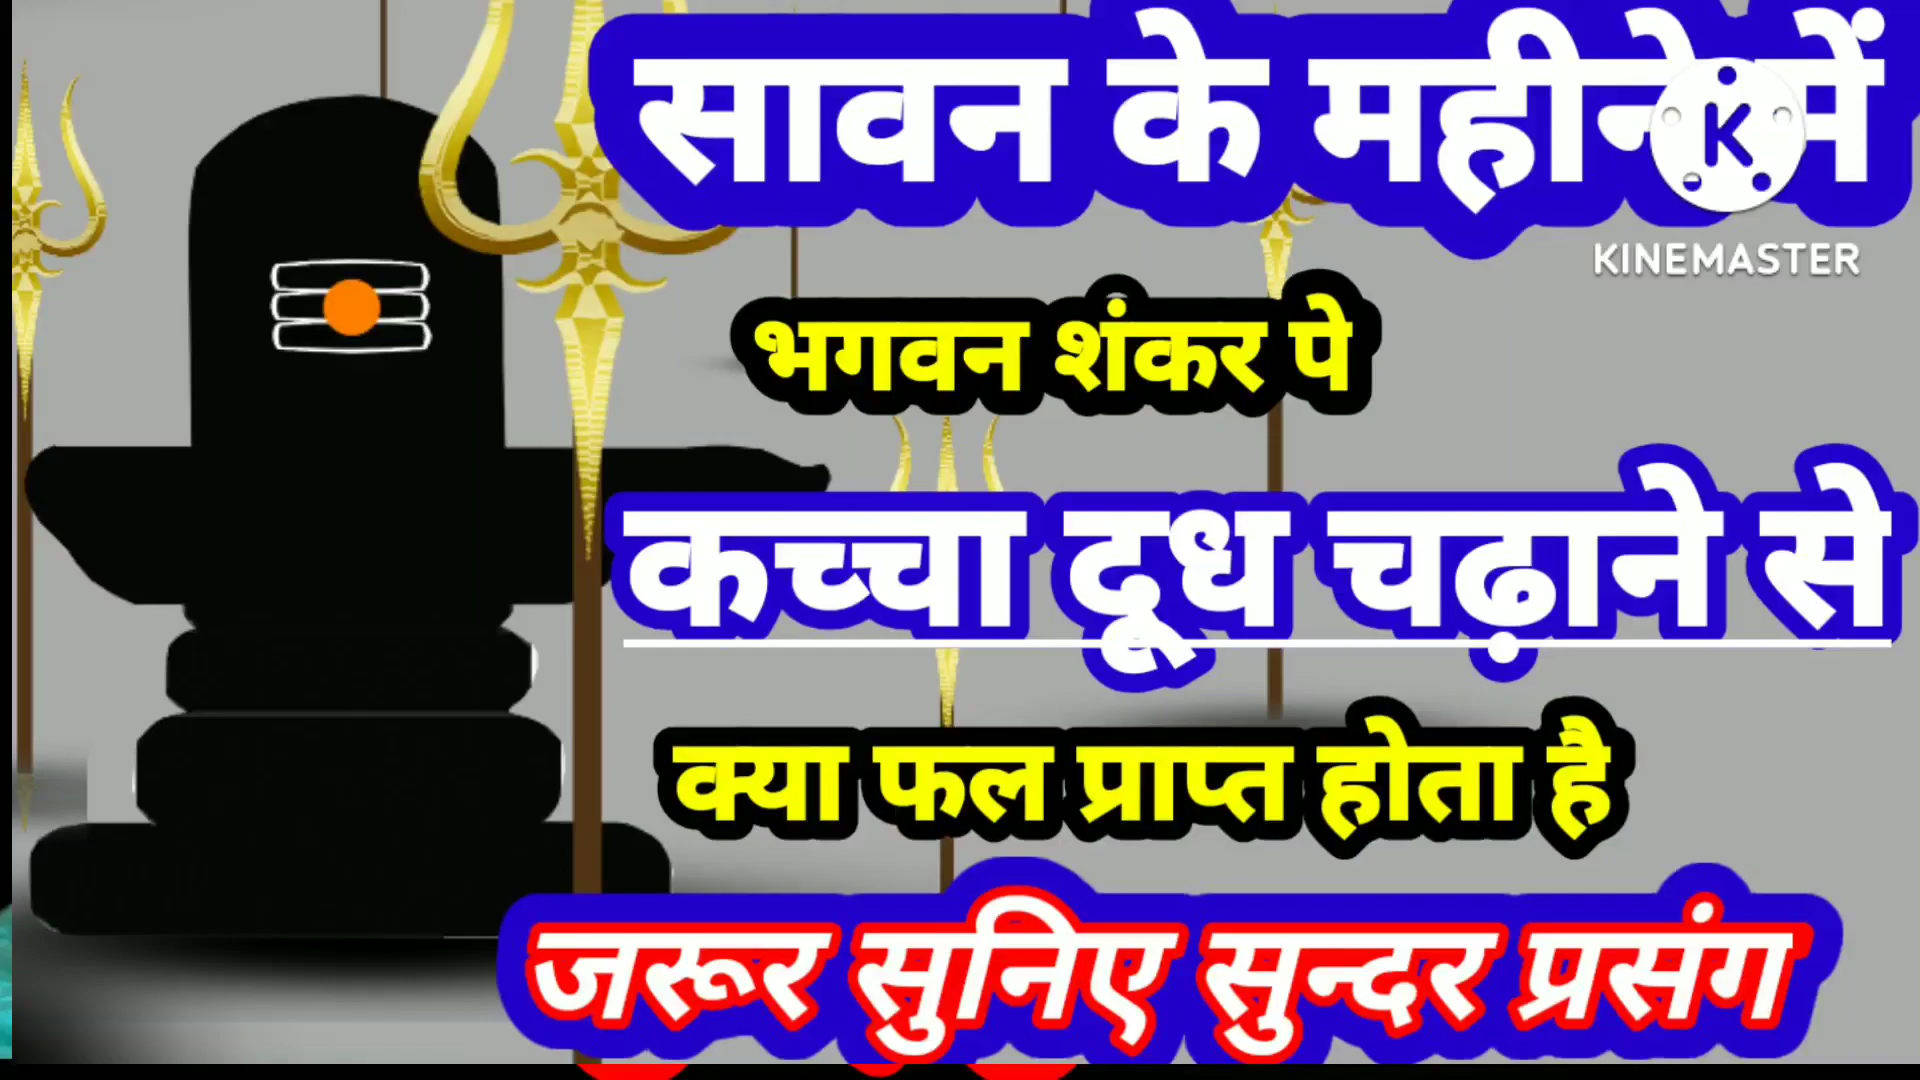 सावन के महीने में
KINEMASTER
भगवन शंकर पे
कच्चा दूध चढ़ाने से
क्या फल प्राप्त होता है
जरूर सुनिए सुन्दर प्रसंग